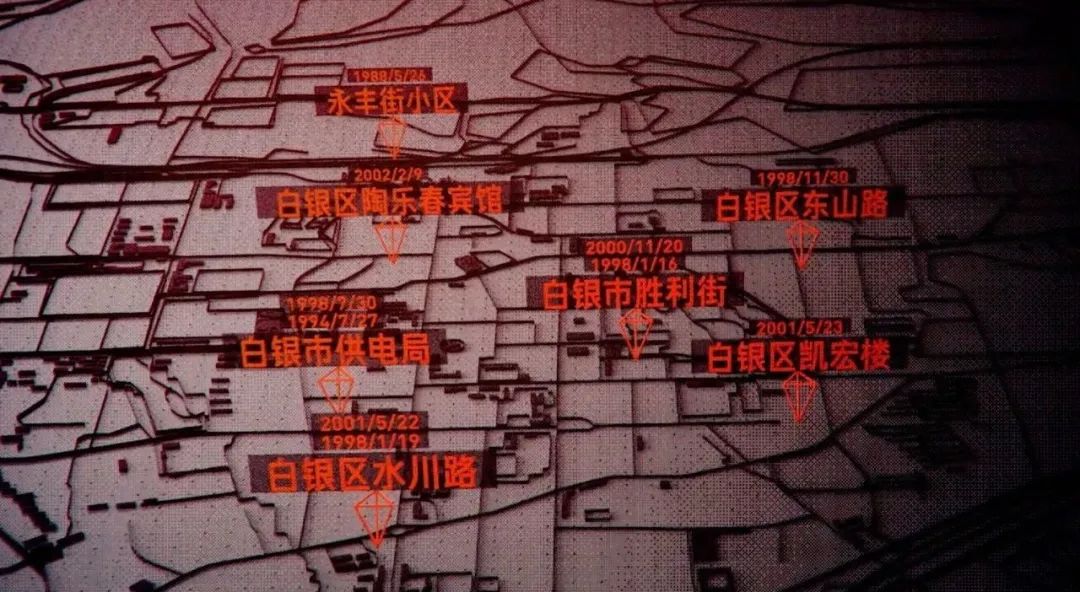 1988/5/26
永丰街小区
2002/2/9
白银区陶乐春宾馆
1998/11/30
白银区东山路
2000/11/20
1998/1/16
白银市胜利街
1998/7/30
1994/7/27
白银市供电局
2001/5/23
白银区凯宏楼
2001/5/22
1998/1/19
白银区水川路